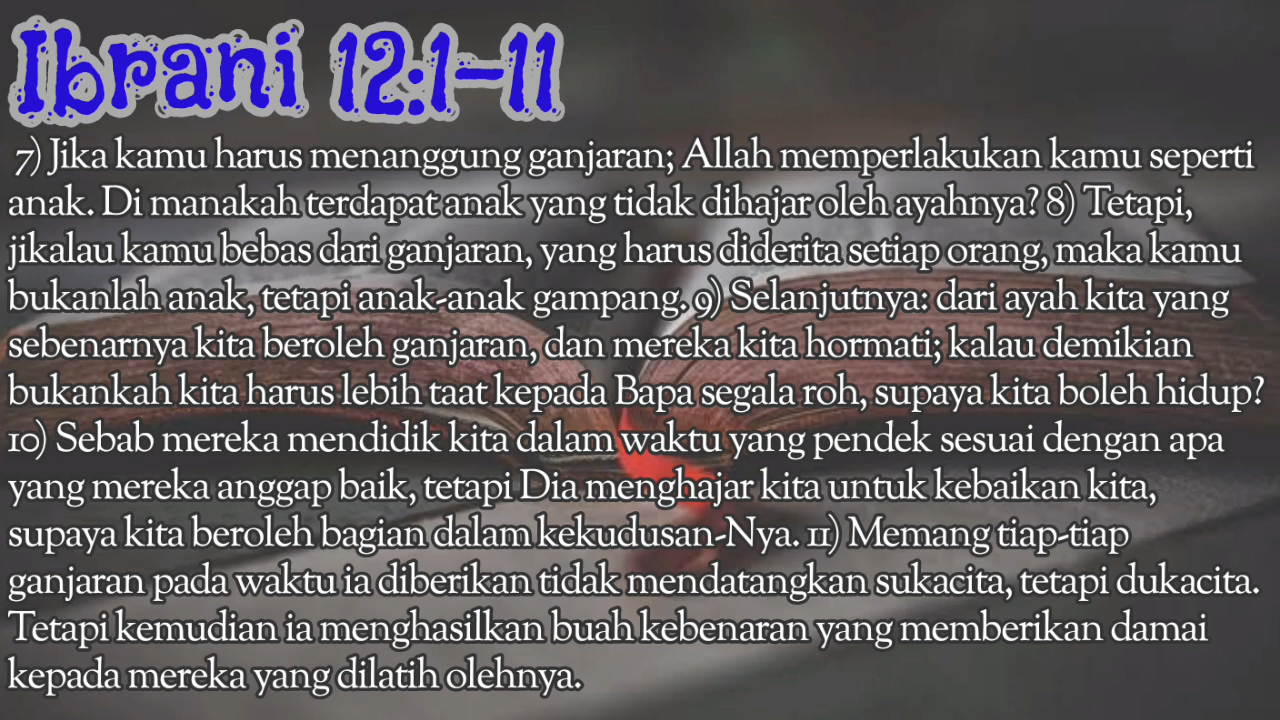 Ibrani 12:1-11
7) Jika kamu harus menanggung ganjaran; Allah memperlakukan kamu seperti
anak. Di manakah terdapat anak yang tidak dihajar oleh ayahnya? 8) Tetapi,
jikalau kamu bebas dari ganjaran, yang harus diderita setiap orang, maka kamu
bukanlah anak, tetapi anak-anak gampang. 9) Selanjutnya: dari ayah kita yang
sebenarnya kita beroleh ganjaran, dan mereka kita hormati; kalau demikian
bukankah kita harus lebih taat kepada Bapa segala roh, supaya kita boleh hidup?
10) Sebab mereka mendidik kita dalam waktu yang pendek sesuai dengan apa
yang mereka anggap baik, tetapi Dia menghajar kita untuk kebaikan kita,
supaya kita beroleh bagian dalam kekudusan-Nya. 11) Memang tiap-tiap
ganjaran pada waktu ia diberikan tidak mendatangkan sukacita, tetapi dukacita.
Tetapi kemudian ia menghasilkan buah kebenaran yang memberikan damai
kepada mereka yang dilatih olehnya.